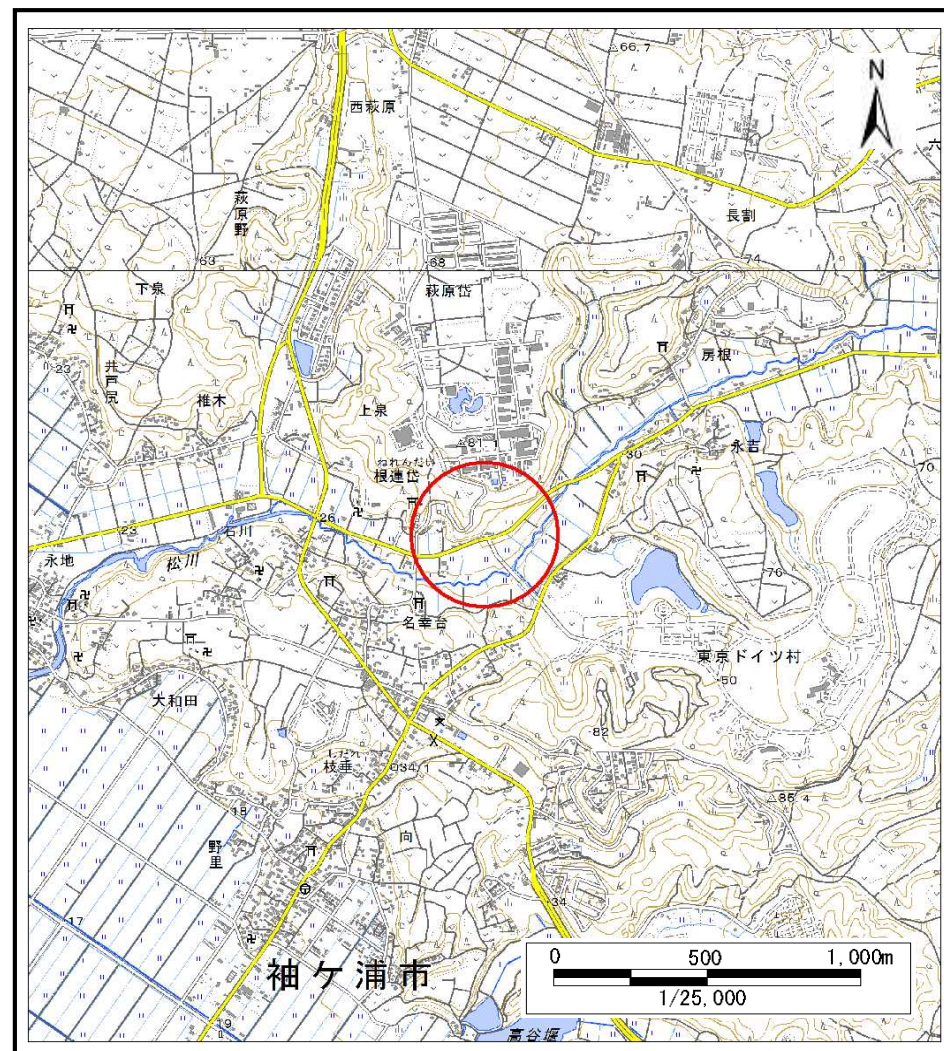 66.7
N
西萩原
六
萩原野
長割
74
68
63
萩原岱
下泉
房根
井戸尻
23
椎木
上泉
△81.1
永吉
ねれんだい
根連岱
30
70
26
23
石川
永地
松川
76
名幸台
東京ドイツ村
50
大和田
82
しだれ
枝垂
034.1
△85.4
18
野里
向
34
17
0 500 1,000m
1/25,000
袖ケ浦市
19
高谷堰